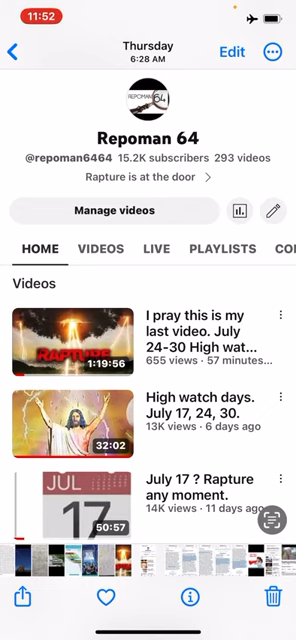 11:52
Thursday
6:28 AM
Edit
REPOMAN 64
Repoman 64
@repoman6464 15.2K subscribers 293 videos
Rapture is at the door
Manage videos
HOME VIDEOS LIVE PLAYLISTS CO
Videos
RAPTURE
1:19:56
I pray this is my
last video. July
24-30 High wat...
655 views · 57 minutes...
32:02
High watch days.
July 17, 24, 30.
13K views · 6 days ago
JUL
17
50:57
July 17 ? Rapture
any moment.
14K views · 11 days ago